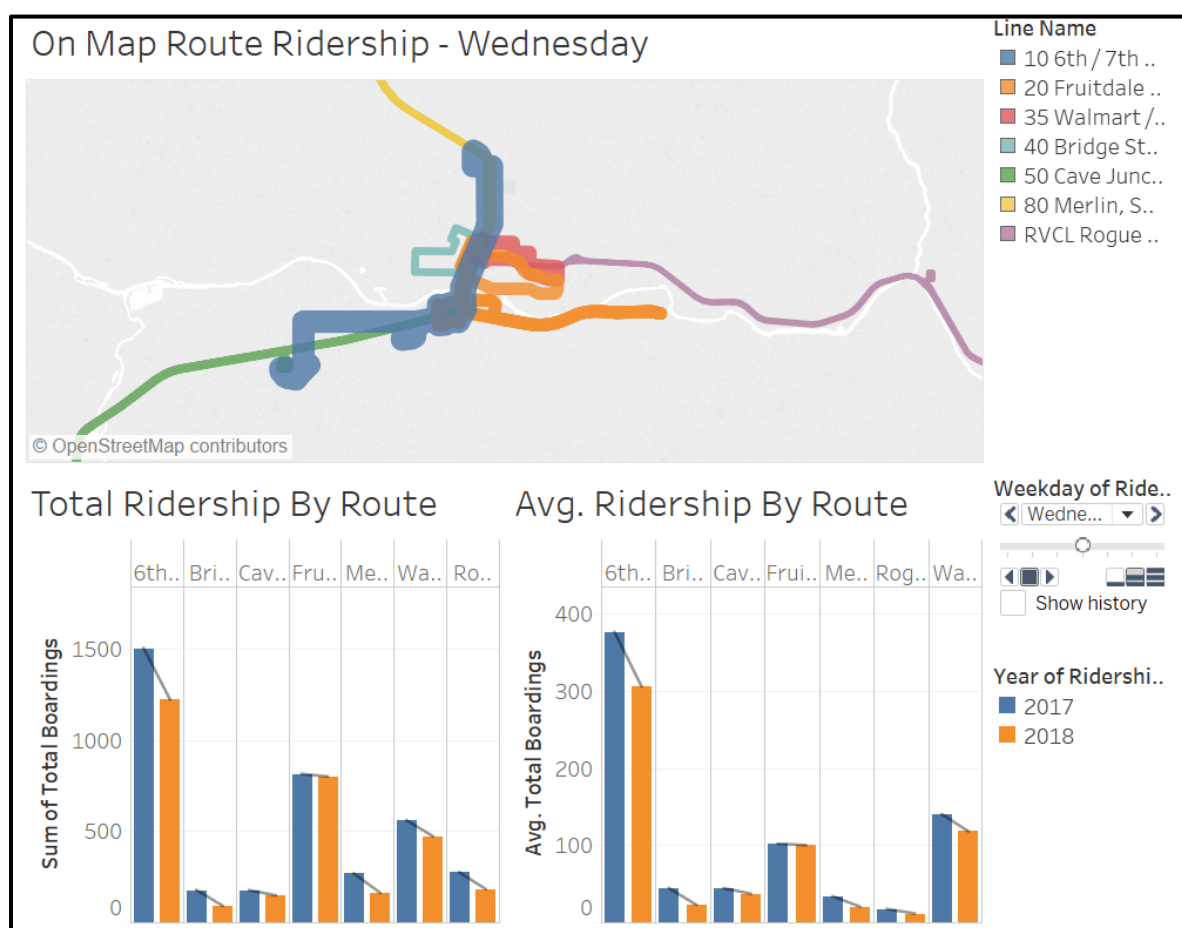 On Map Route Ridership - Wednesday
© OpenStreetMap contributors
Line Name
10 6th / 7th ..
20 Fruitdale ..
35 Walmart /..
40 Bridge St..
50 Cave Junc..
80 Merlin, S..
RVCL Rogue ..
Total Ridership By Route
6th.. Bri.. Cav.. Fru.. Me.. Wa.. Ro..
Sum of Total Boardings
1500
1000
500
0
Avg. Ridership By Route
6th.. Bri.. Cav.. Frui.. Me.. Rog.. Wa..
Avg. Total Boardings
400
300
200
100
0
Weekday of Ride..
Wedne...
Show history
Year of Ridershi..
2017
2018